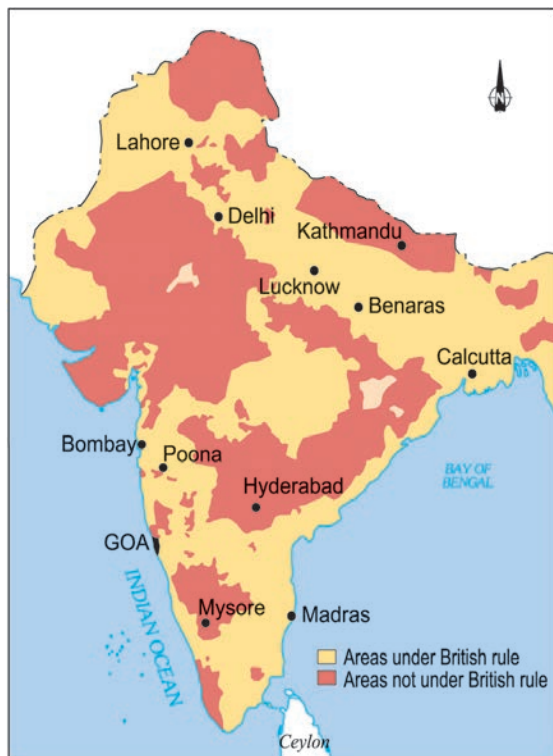 N
Lahore
Delhi
Kathmandu
Lucknow
Benaras
Calcutta
Bombay
Poona
BAY OF
BENGAL
Hyderabad
GOA
INDIAN OCEAN
Mysore
Madras
Areas under British rule
Areas not under British rule
Ceylon